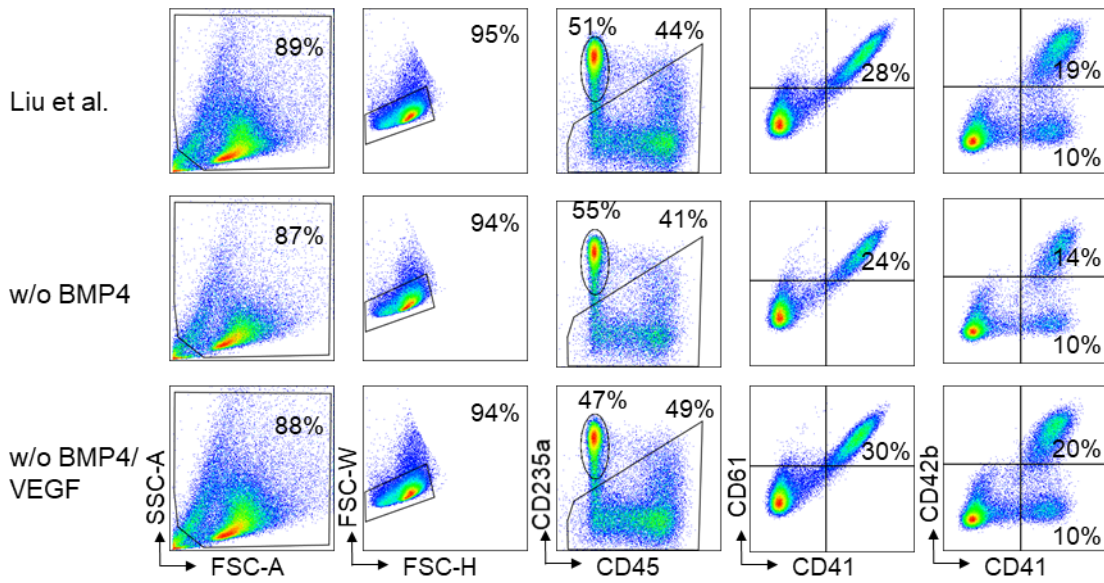 89%
95%
51%
44%
28%
19%
10%
Liu et al.
87%
94%
55%
41%
24%
14%
10%
w/o BMP4
88%
94%
47%
49%
30%
20%
10%
w/o BMP4/
VEGF
SSC-A
FSC-W
CD235a
CD61
CD42b
FSC-A
FSC-H
CD45
CD41
CD41